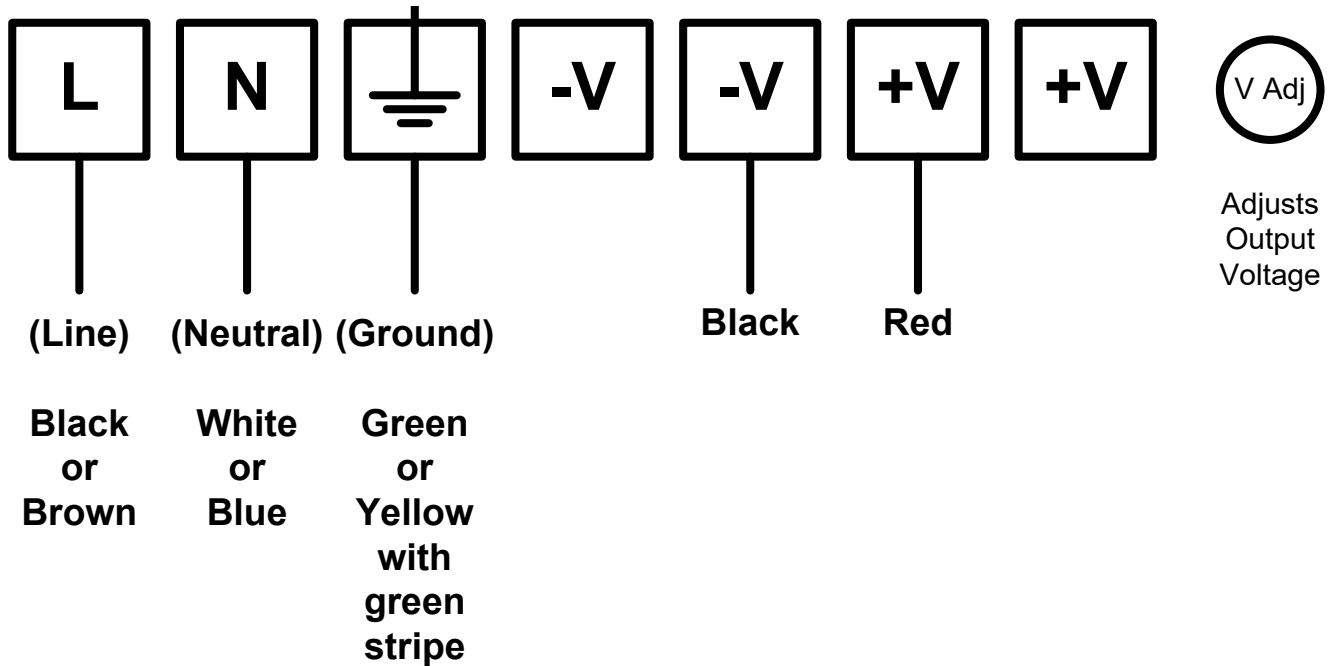 L N -V -V +V +V V Adj
Adjusts
Output
Voltage
(Line) (Neutral) (Ground) Black Red
Black White Green
or or or
Brown Blue Yellow
with
green
stripe